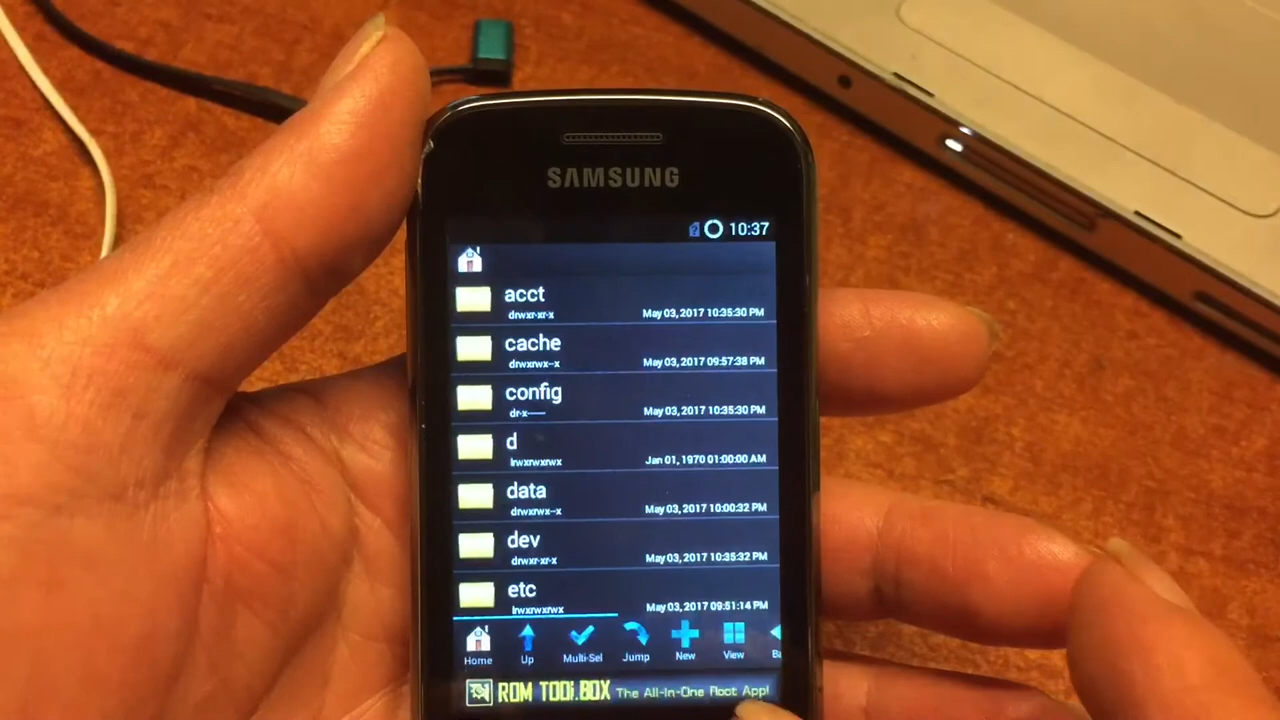 SAMSUNG
10:37
acct
drwxr-xr-x May 03, 2017 10:35:30 PM
cache
drwxrwx--x May 03, 2017 09:57:38 PM
config
dr-x------ May 03, 2017 10:35:30 PM
d
lrwxrwxrwx Jan 01, 1970 01:00:00 AM
data
drwxrwx--x May 03, 2017 10:00:32 PM
dev
drwxr-xr-x May 03, 2017 10:35:32 PM
etc
lrwxrwxrwx May 03, 2017 09:51:14 PM
Home Up Multi-Sel Jump New View Ba
ROM TOOLBOX The All-In-One Root App!